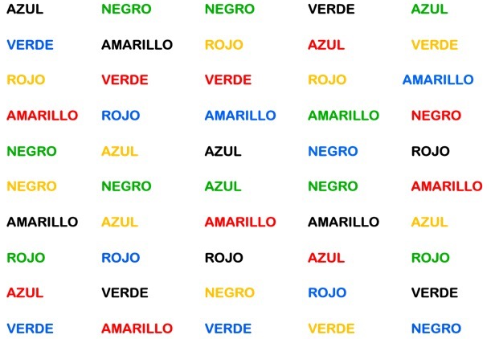 AZUL NEGRO NEGRO VERDE AZUL
VERDE AMARILLO ROJO AZUL VERDE
ROJO VERDE VERDE ROJO AMARILLO
AMARILLO ROJO AMARILLO AMARILLO NEGRO
NEGRO AZUL AZUL NEGRO ROJO
NEGRO NEGRO AZUL NEGRO AMARILLO
AMARILLO AZUL AMARILLO AMARILLO AZUL
ROJO ROJO ROJO AZUL ROJO
AZUL VERDE NEGRO ROJO VERDE
VERDE AMARILLO VERDE VERDE NEGRO